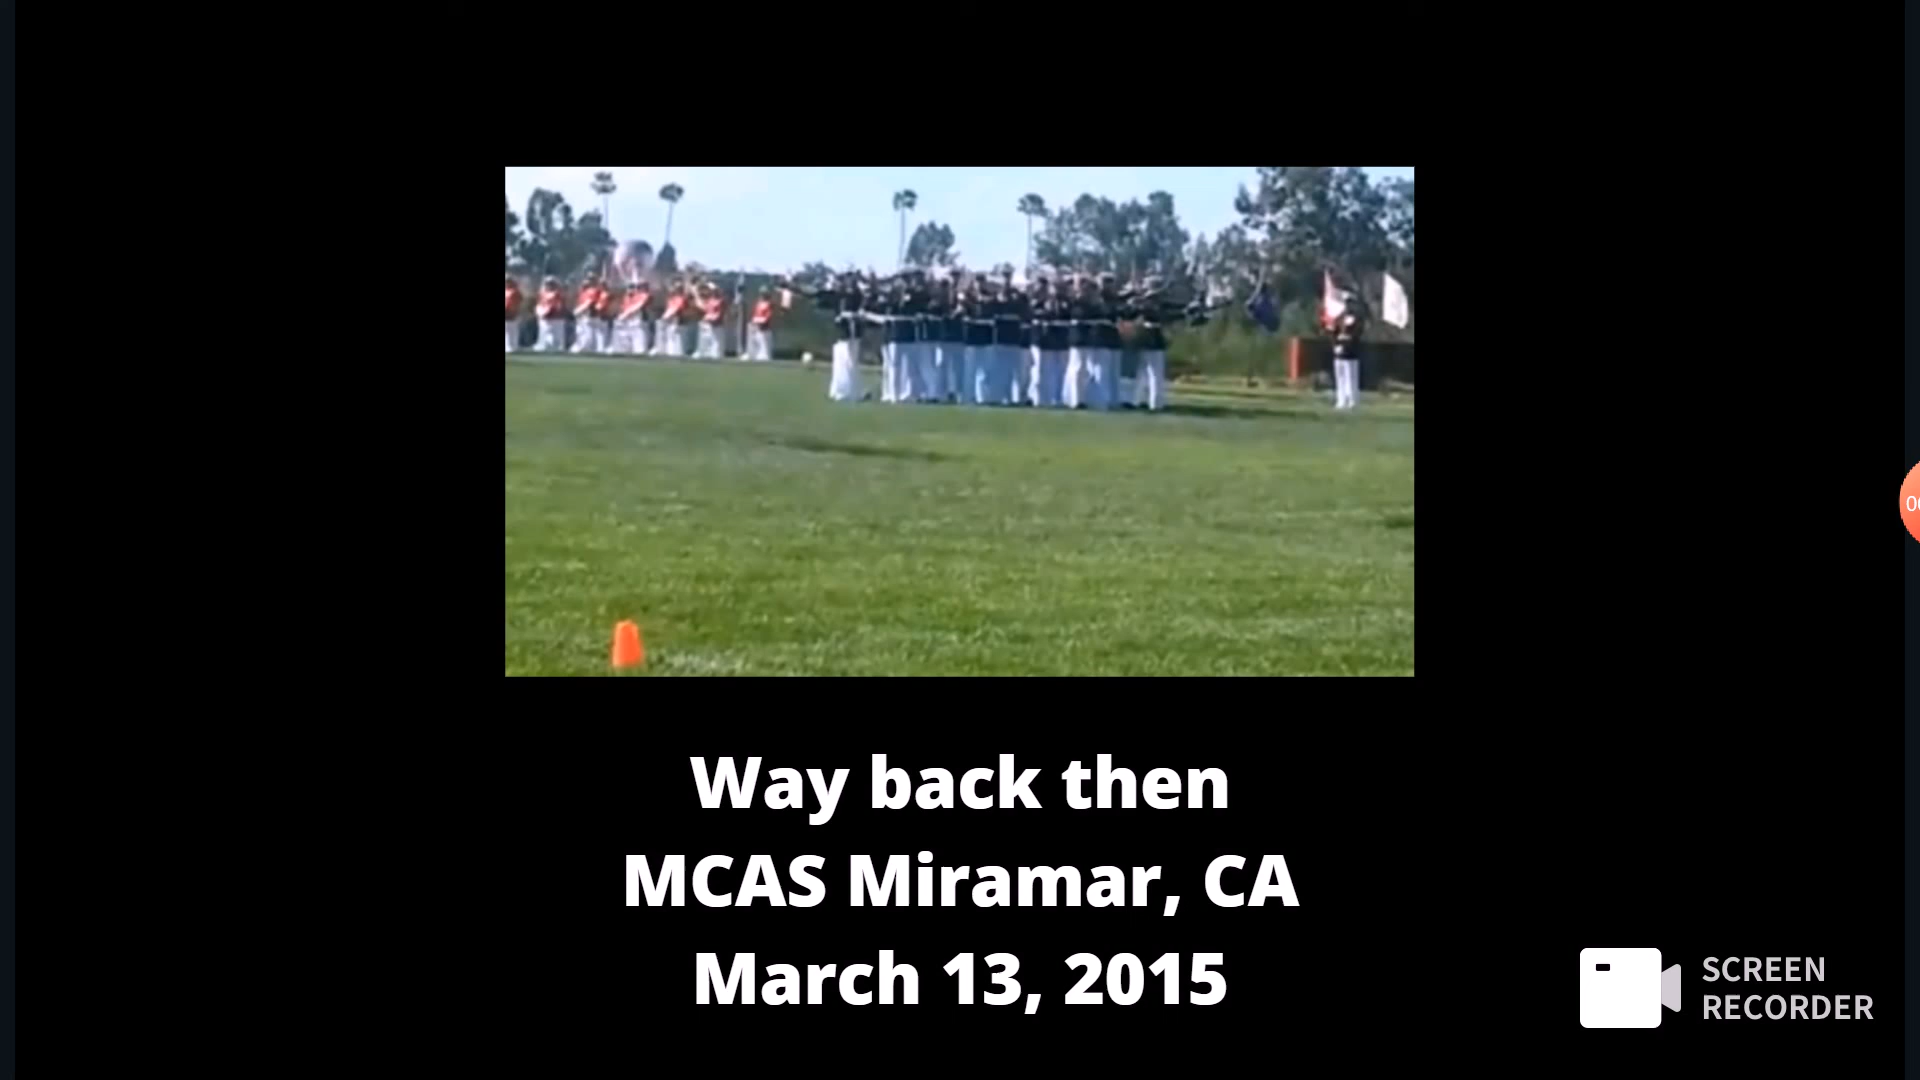 Way back then
MCAS Miramar, CA
March 13, 2015
SCREEN
RECORDER